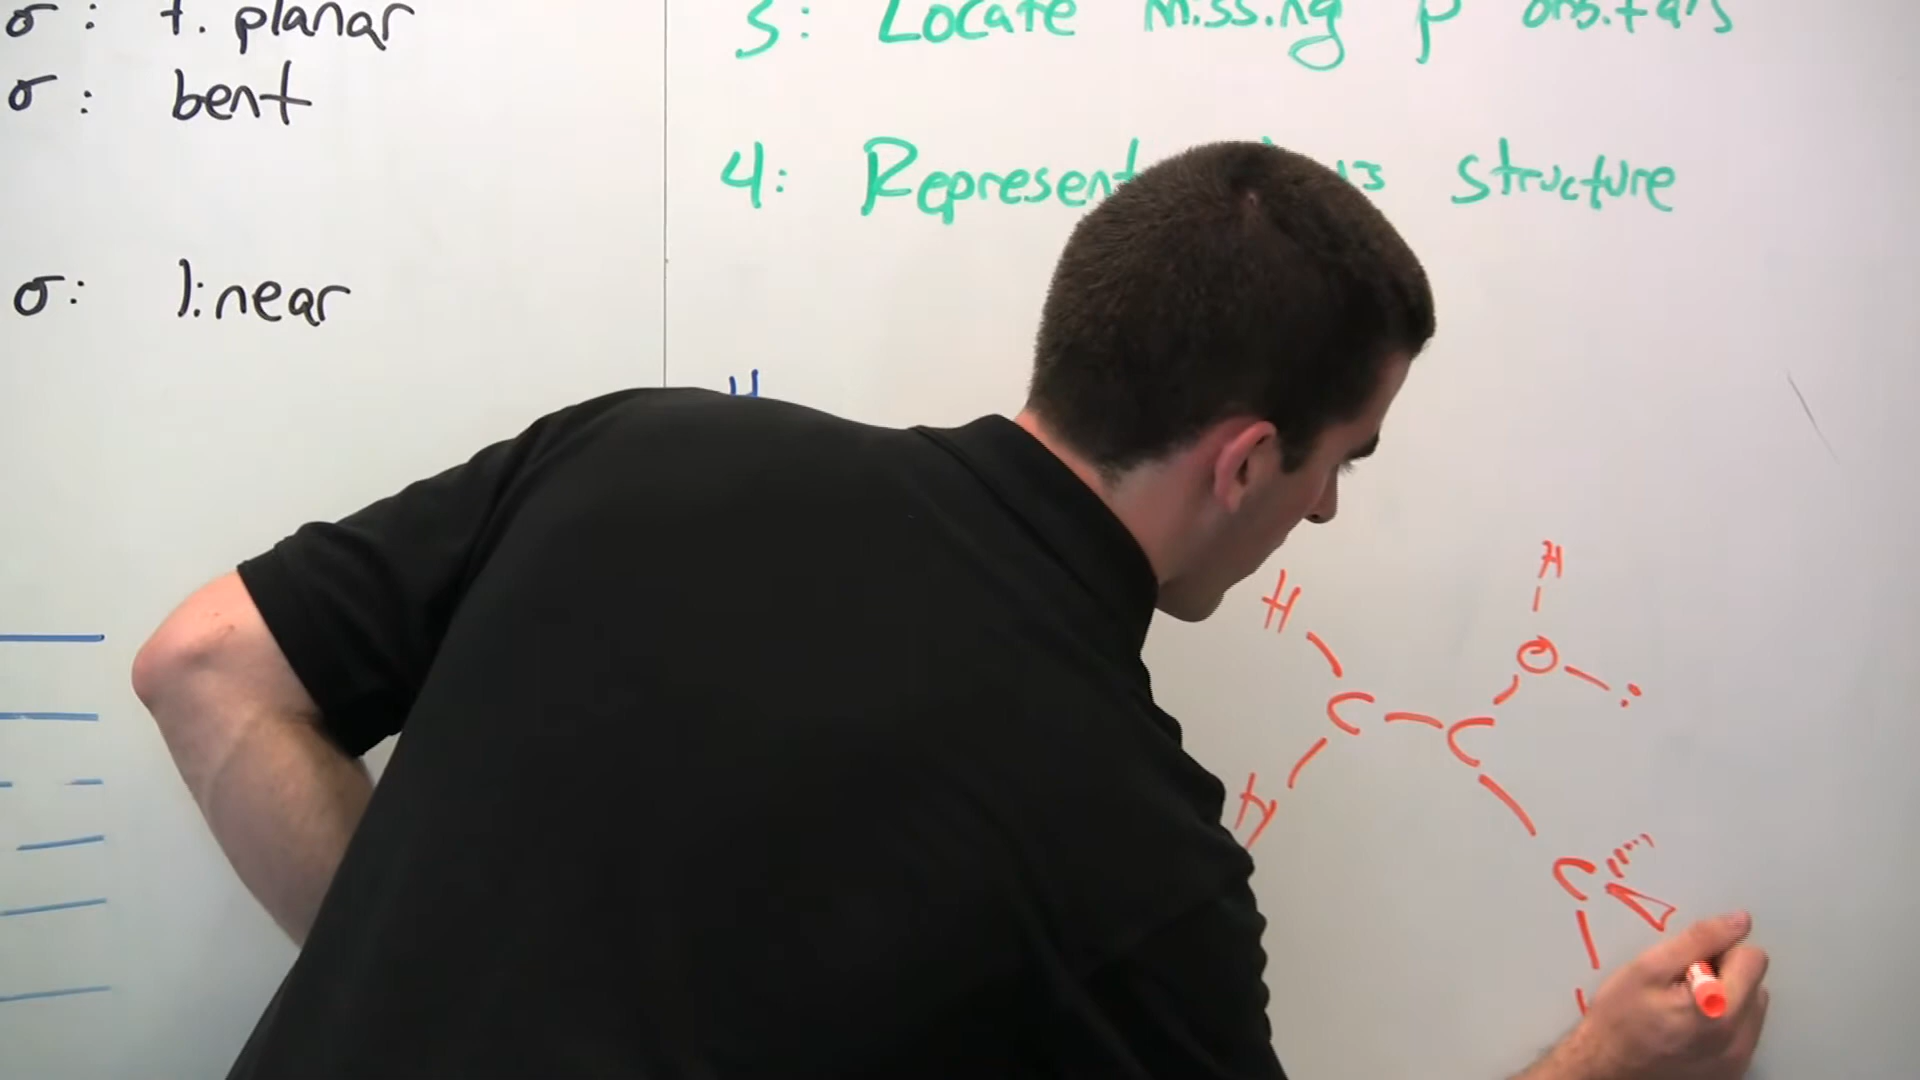 σ: t. planar
σ: bent
σ: linear
3: Locate missing p orbitals
4: Represent structure
H
H
H
O :
C C
H
C